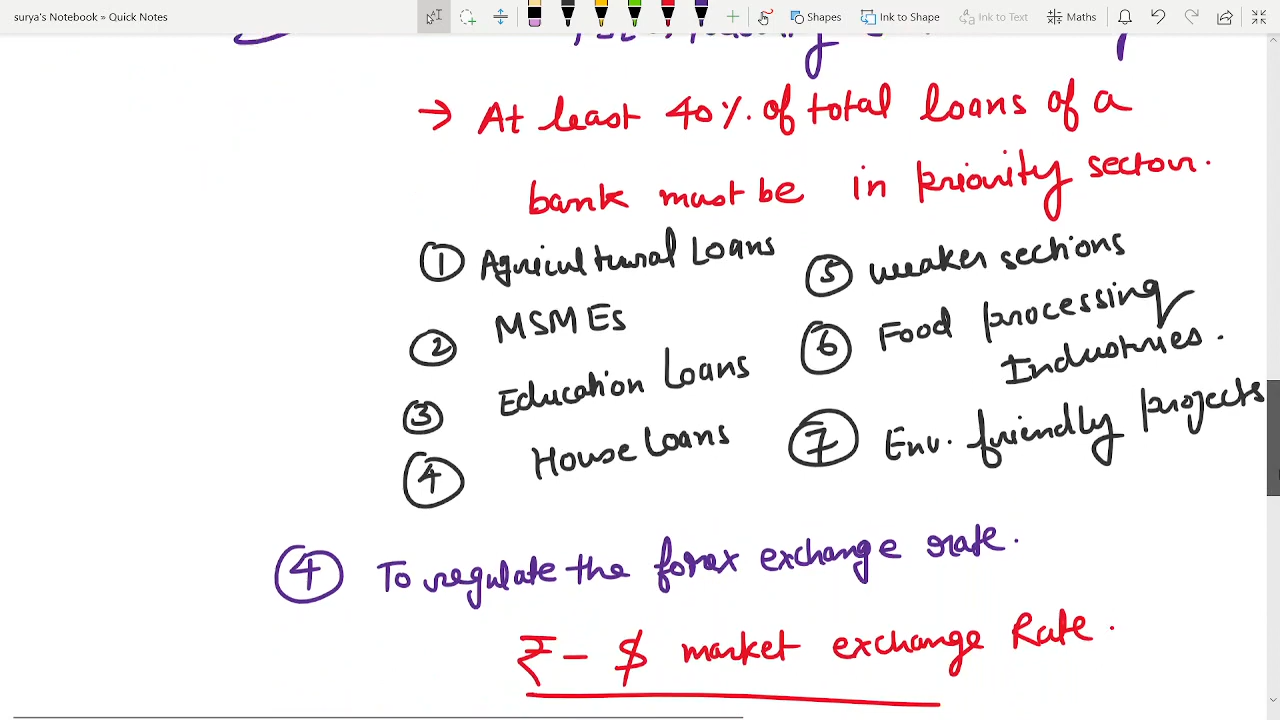 surya's Notebook » Quick Notes
Shapes Ink to Shape Ink to Text Maths
→ At least 40%. of total loans of a
bank must be in priority sector.
① Agricultural Loans
② MSMEs
③ Education Loans
④ House Loans
⑤ weaker sections
⑥ Food processing
Industries.
⑦ Env. friendly projects
④ To regulate the forex exchange rate.
₹ - $ market exchange Rate.